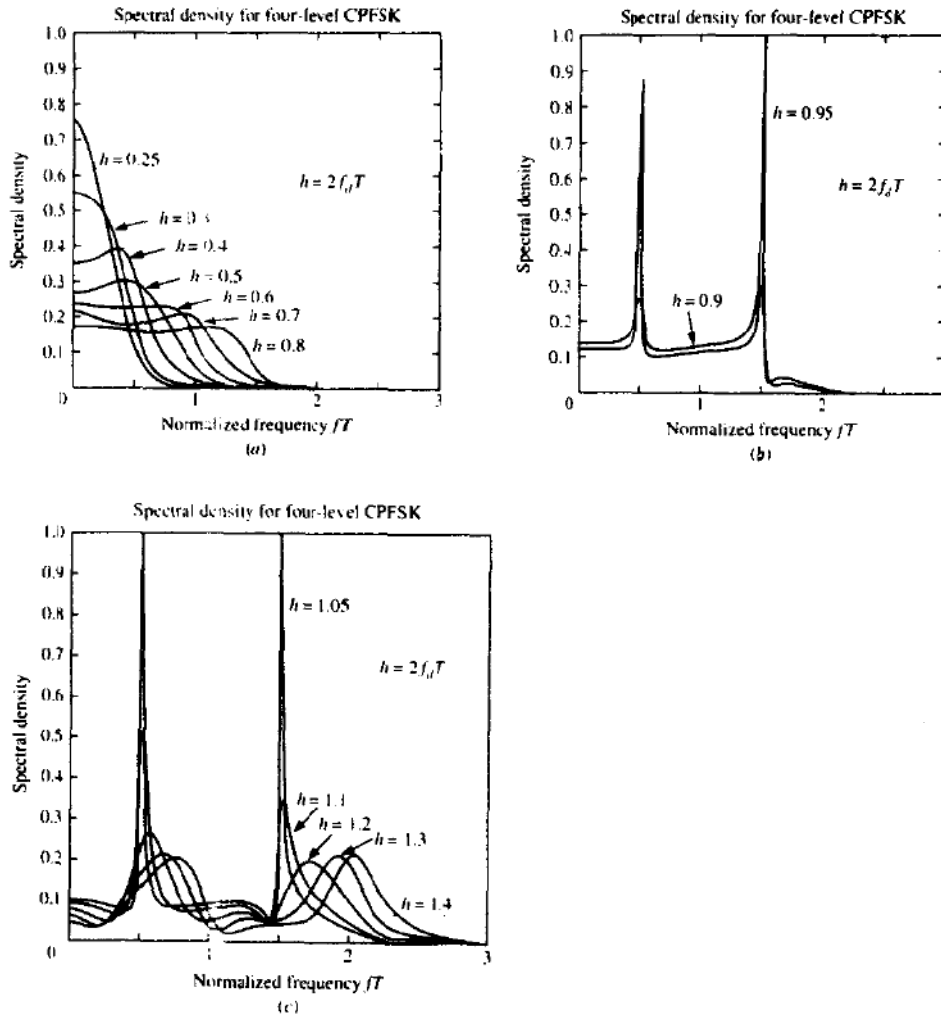 Spectral density for four-level CPFSK
1.0
0.9
0.8
0.7
0.6
0.5
0.4
0.3
0.2
0.1
0
1
2
3
Spectral density
h = 0.25
h = 0.3
h = 0.4
h = 0.5
h = 0.6
h = 0.7
h = 0.8
h = 2f_dT
Normalized frequency fT
(a)
Spectral density for four-level CPFSK
1.0
0.9
0.8
0.7
0.6
0.5
0.4
0.3
0.2
0.1
0
1
2
Spectral density
h = 0.95
h = 2f_dT
h = 0.9
Normalized frequency fT
(b)
Spectral density for four-level CPFSK
1.0
0.9
0.8
0.7
0.6
0.5
0.4
0.3
0.2
0.1
0
1
2
3
Spectral density
h = 1.05
h = 2f_dT
h = 1.1
h = 1.2
h = 1.3
h = 1.4
Normalized frequency fT
(c)